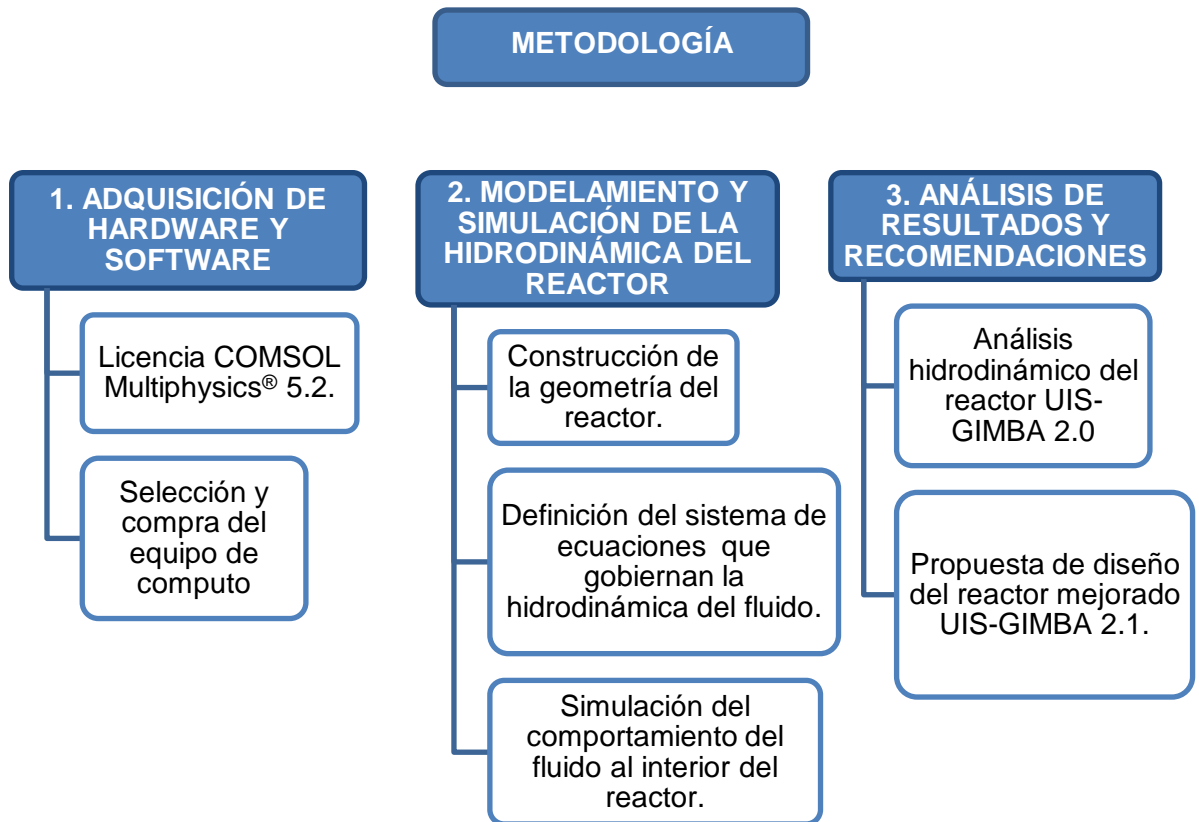 METODOLOGÍA
1. ADQUISICIÓN DE
HARDWARE Y
SOFTWARE
Licencia COMSOL
Multiphysics® 5.2.
Selección y
compra del
equipo de
computo
2. MODELAMIENTO Y
SIMULACIÓN DE LA
HIDRODINÁMICA DEL
REACTOR
Construcción de
la geometría del
reactor.
Definición del sistema de
ecuaciones que
gobiernan la
hidrodinámica del fluido.
Simulación del
comportamiento del
fluido al interior del
reactor.
3. ANÁLISIS DE
RESULTADOS Y
RECOMENDACIONES
Análisis
hidrodinámico del
reactor UIS-
GIMBA 2.0
Propuesta de diseño
del reactor mejorado
UIS-GIMBA 2.1.